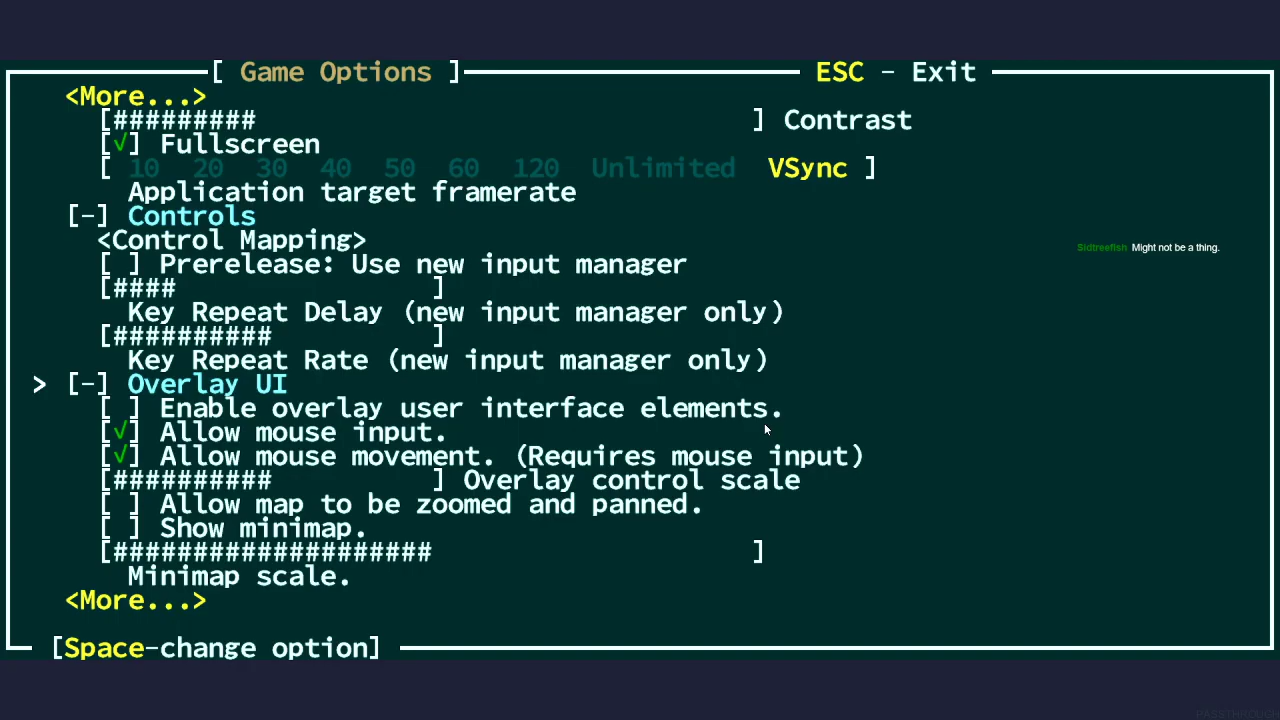 [ Game Options ] ESC - Exit
<More...>
[######### ] Contrast
[√] Fullscreen
[ 10 20 30 40 50 60 120 Unlimited VSync ]
Application target framerate
[-] Controls
<Control Mapping>
Sidtreefish Might not be a thing.
[ ] Prerelease: Use new input manager
[#### ]
Key Repeat Delay (new input manager only)
[########## ]
Key Repeat Rate (new input manager only)
> [-] Overlay UI
[ ] Enable overlay user interface elements.
[√] Allow mouse input.
[√] Allow mouse movement. (Requires mouse input)
[########## ] Overlay control scale
[ ] Allow map to be zoomed and panned.
[ ] Show minimap.
[#################### ]
Minimap scale.
<More...>
[Space-change option]